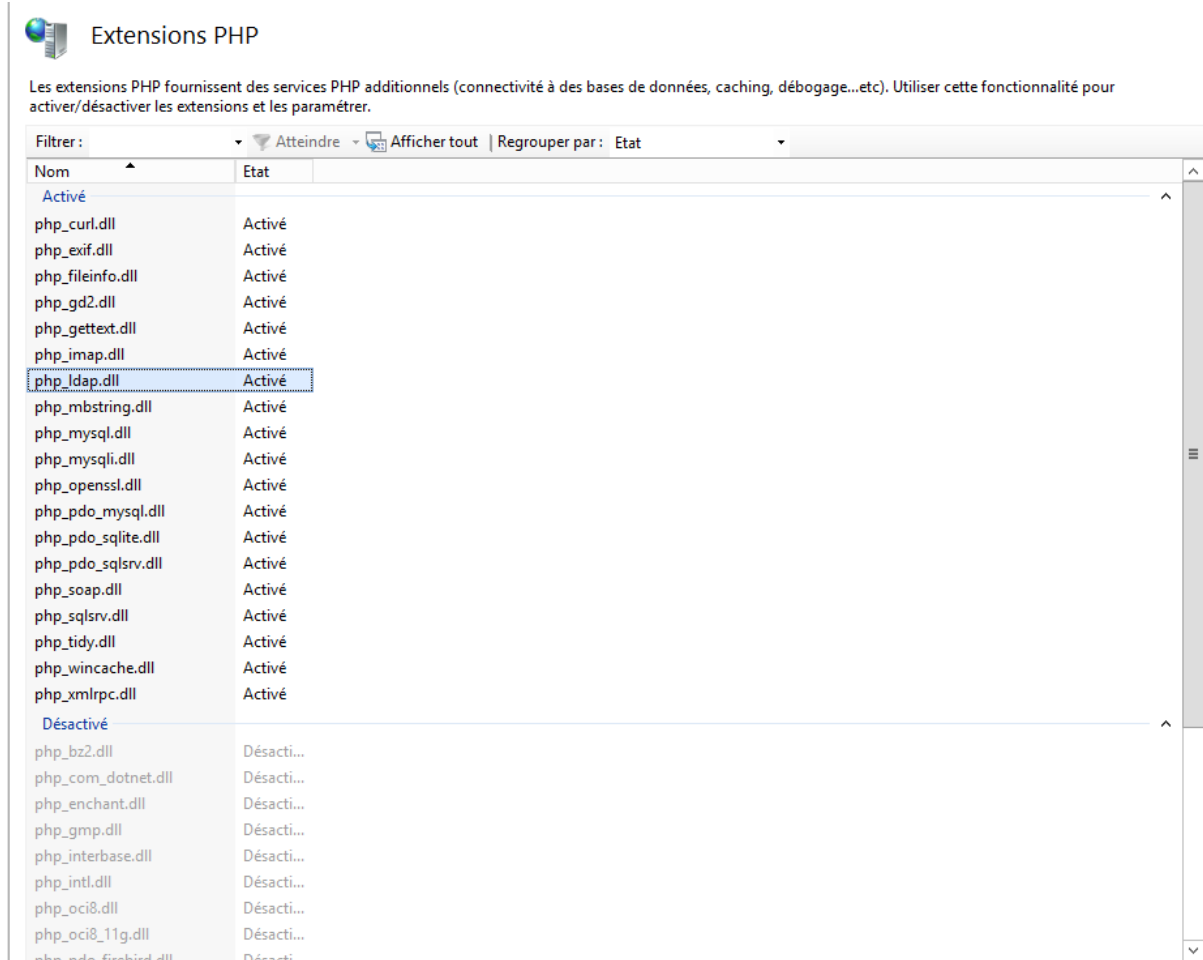 Extensions PHP
Les extensions PHP fournissent des services PHP additionnels (connectivité à des bases de données, caching, débogage...etc). Utiliser cette fonctionnalité pour
activer/désactiver les extensions et les paramétrer.
Filtrer : Atteindre Afficher tout | Regrouper par : Etat
Nom Etat
Activé
php_curl.dll Activé
php_exif.dll Activé
php_fileinfo.dll Activé
php_gd2.dll Activé
php_gettext.dll Activé
php_imap.dll Activé
php_ldap.dll Activé
php_mbstring.dll Activé
php_mysql.dll Activé
php_mysqli.dll Activé
php_openssl.dll Activé
php_pdo_mysql.dll Activé
php_pdo_sqlite.dll Activé
php_pdo_sqlsrv.dll Activé
php_soap.dll Activé
php_sqlsrv.dll Activé
php_tidy.dll Activé
php_wincache.dll Activé
php_xmlrpc.dll Activé
Désactivé
php_bz2.dll Désacti...
php_com_dotnet.dll Désacti...
php_enchant.dll Désacti...
php_gmp.dll Désacti...
php_interbase.dll Désacti...
php_intl.dll Désacti...
php_oci8.dll Désacti...
php_oci8_11g.dll Désacti...
php_pdo_firebird.dll Désacti...